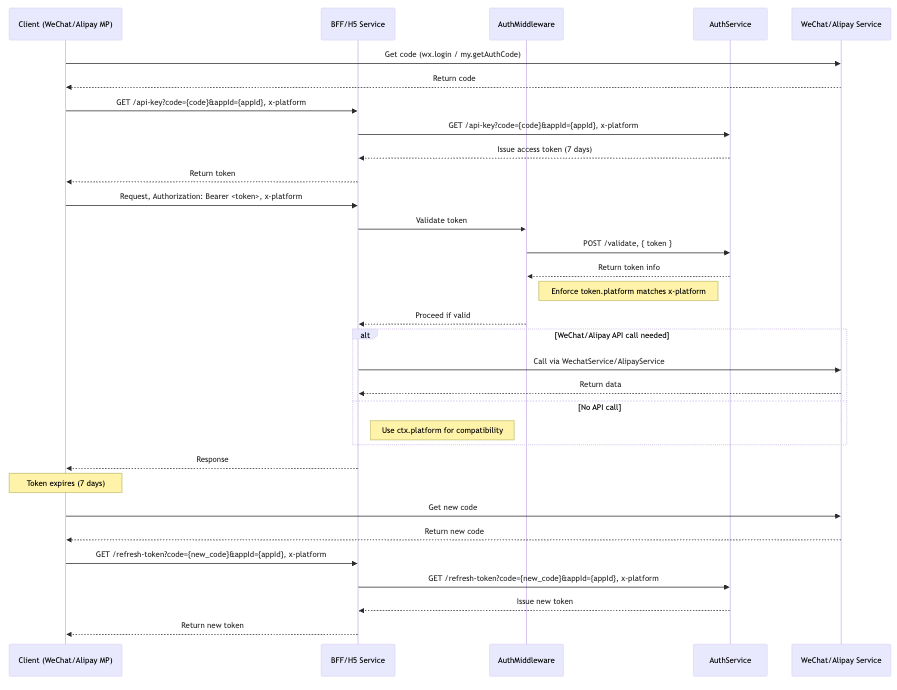 Client (WeChat/Alipay MP)
BFF/H5 Service
AuthMiddleware
AuthService
WeChat/Alipay Service
Get code (wx.login / my.getAuthCode)
Return code
GET /api-key?code={code}&appId={appId}, x-platform
GET /api-key?code={code}&appId={appId}, x-platform
Issue access token (7 days)
Return token
Request, Authorization: Bearer <token>, x-platform
Validate token
POST /validate, { token }
Return token info
Enforce token.platform matches x-platform
Proceed if valid
alt
[WeChat/Alipay API call needed]
Call via WechatService/AlipayService
Return data
[No API call]
Use ctx.platform for compatibility
Response
Token expires (7 days)
Get new code
Return new code
GET /refresh-token?code={new_code}&appId={appId}, x-platform
GET /refresh-token?code={new_code}&appId={appId}, x-platform
Issue new token
Return new token
Client (WeChat/Alipay MP)
BFF/H5 Service
AuthMiddleware
AuthService
WeChat/Alipay Service